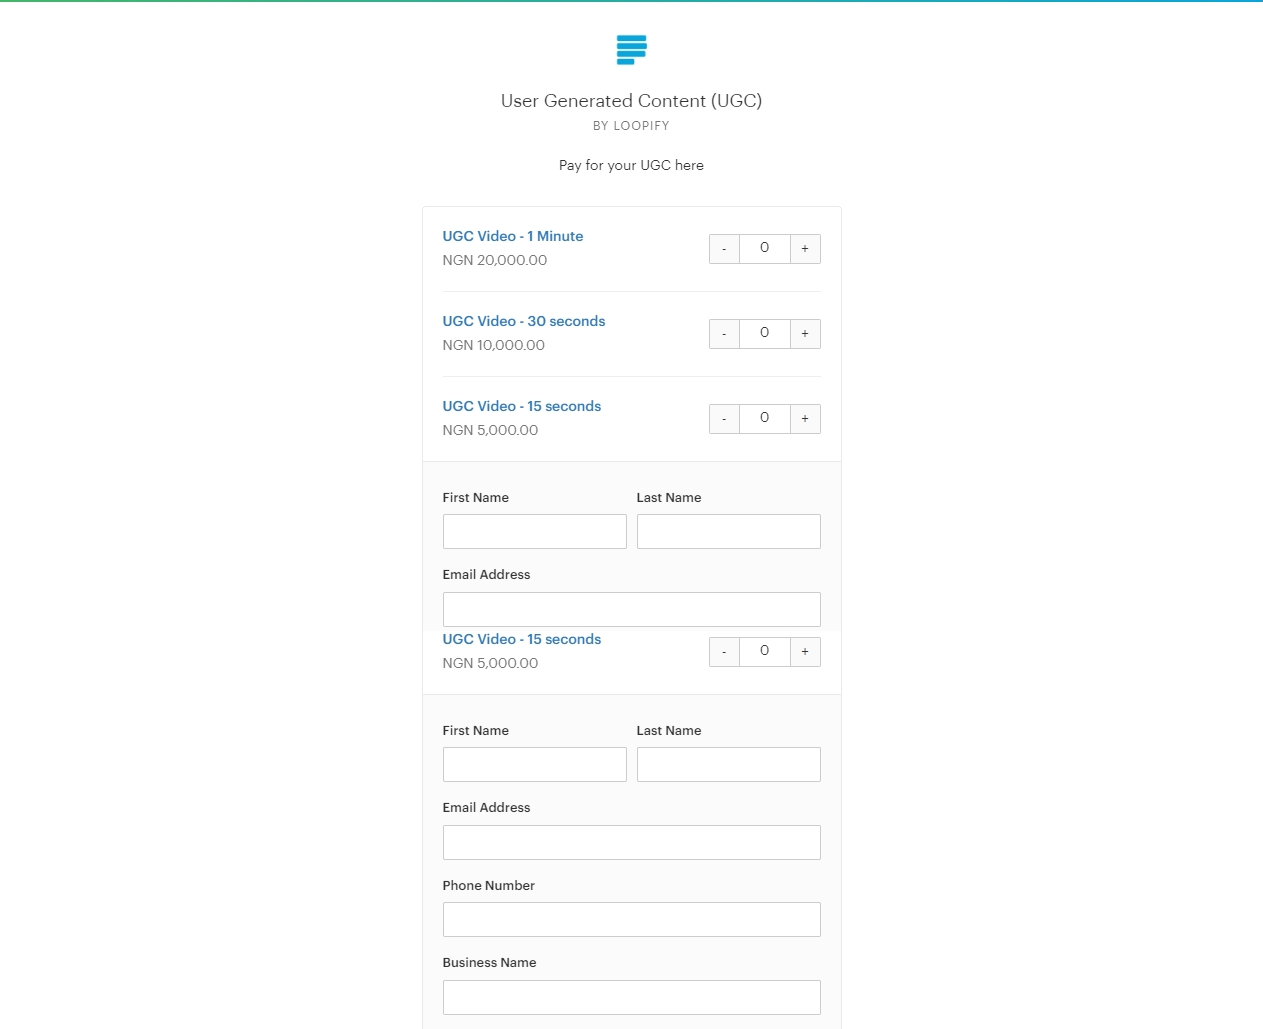 User Generated Content (UGC)
BY LOOPIFY
Pay for your UGC here
UGC Video - 1 Minute
NGN 20,000.00
- 0 +
UGC Video - 30 seconds
NGN 10,000.00
- 0 +
UGC Video - 15 seconds
NGN 5,000.00
- 0 +
First Name Last Name
Email Address
UGC Video - 15 seconds
NGN 5,000.00
- 0 +
First Name Last Name
Email Address
Phone Number
Business Name